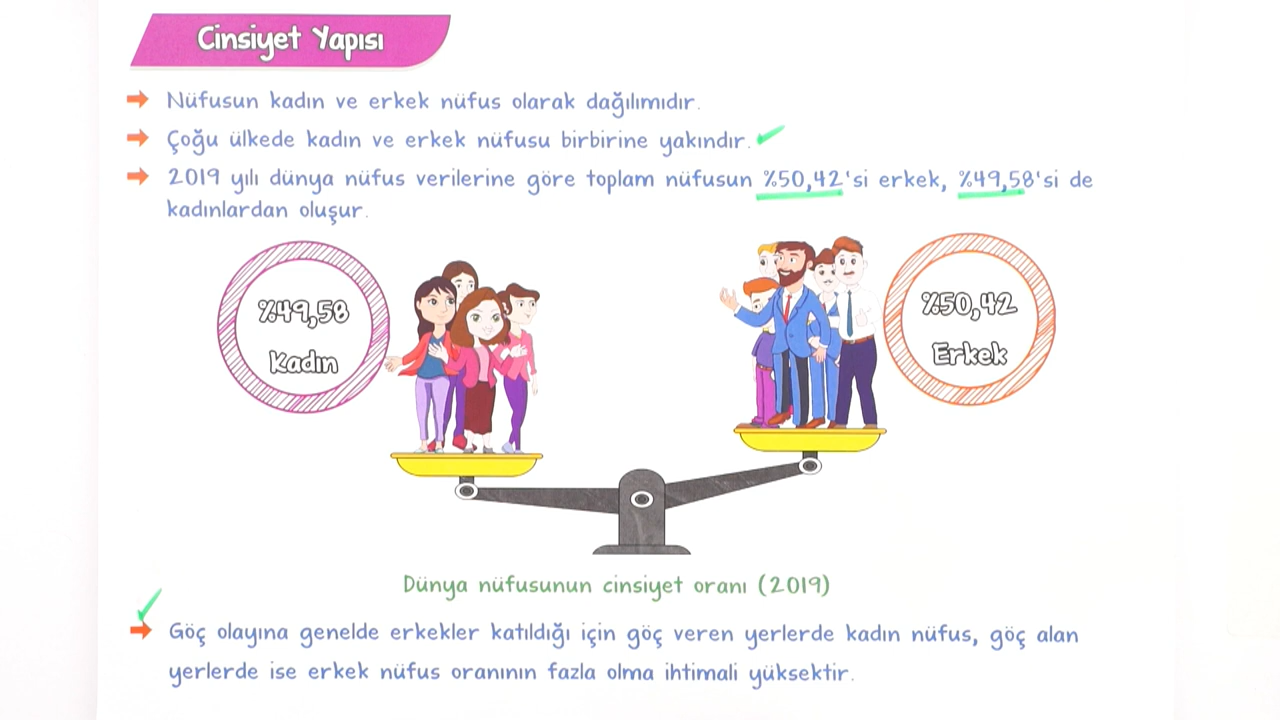 Cinsiyet Yapısı
Nüfusun kadın ve erkek nüfus olarak dağılımıdır.
Çoğu ülkede kadın ve erkek nüfusu birbirine yakındır.
2019 yılı dünya nüfus verilerine göre toplam nüfusun %50,42'si erkek, %49,58'si de
kadınlardan oluşur.
%49,58
Kadın
%50,42
Erkek
Dünya nüfusunun cinsiyet oranı (2019)
Göç olayına genelde erkekler katıldığı için göç veren yerlerde kadın nüfus, göç alan
yerlerde ise erkek nüfus oranının fazla olma ihtimali yüksektir.